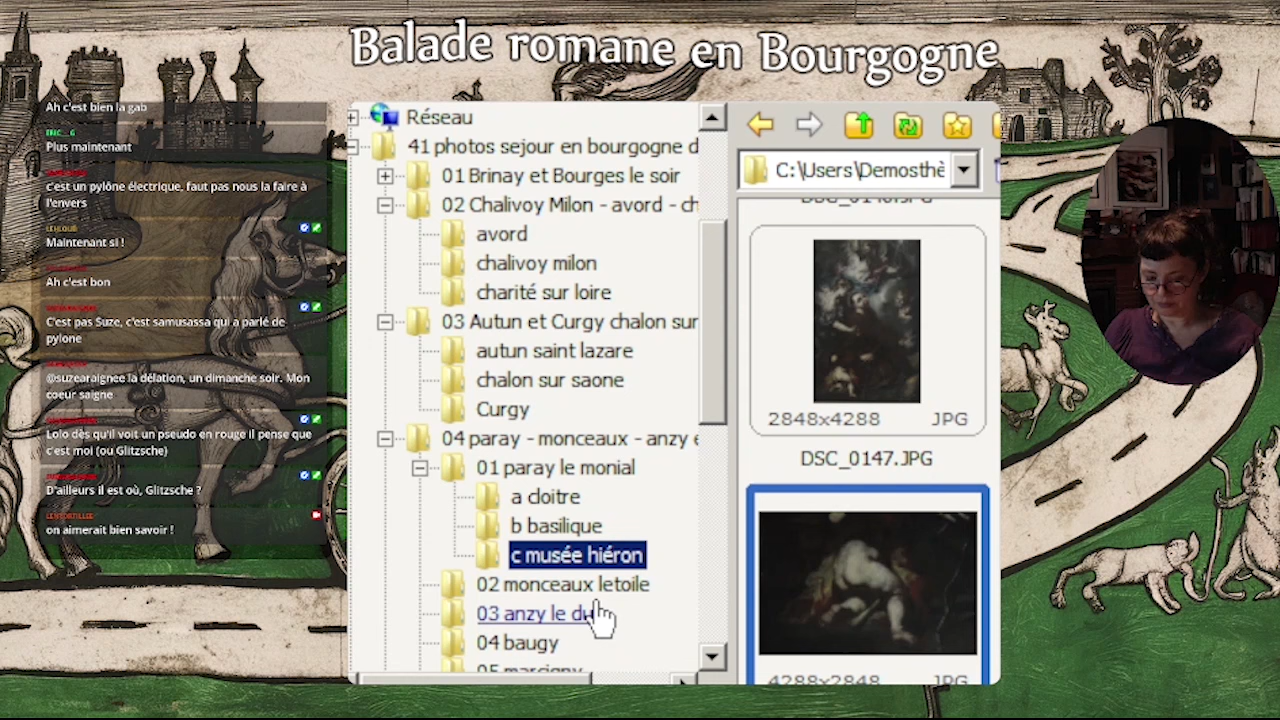 Balade romane en Bourgogne
Ah c'est bien la gab
ERIC__G
Plus maintenant
c'est un pylône électrique, faut pas nous la faire à
l'envers
Maintenant si !
Ah c'est bon
C'est pas Suze, c'est samusassa qui a parlé de
pylone
@suzearaignee la délation, un dimanche soir. Mon
coeur saigne
Lolo dès qu'il voit un pseudo en rouge il pense que
c'est moi (ou Glitzsche)
D'ailleurs il est où, Glitzsche ?
on aimerait bien savoir !
Réseau
41 photos sejour en bourgogne d
01 Brinay et Bourges le soir
02 Chalivoy Milon - avord - ch
avord
chalivoy milon
charité sur loire
03 Autun et Curgy chalon sur
autun saint lazare
chalon sur saone
Curgy
04 paray - monceaux - anzy e
01 paray le monial
a cloitre
b basilique
c musée hiéron
02 monceaux letoile
03 anzy le du
04 baugy
05 marcigny
C:\Users\Demosthè
2848x4288 JPG
DSC_0147.JPG
4288x2848 JPG